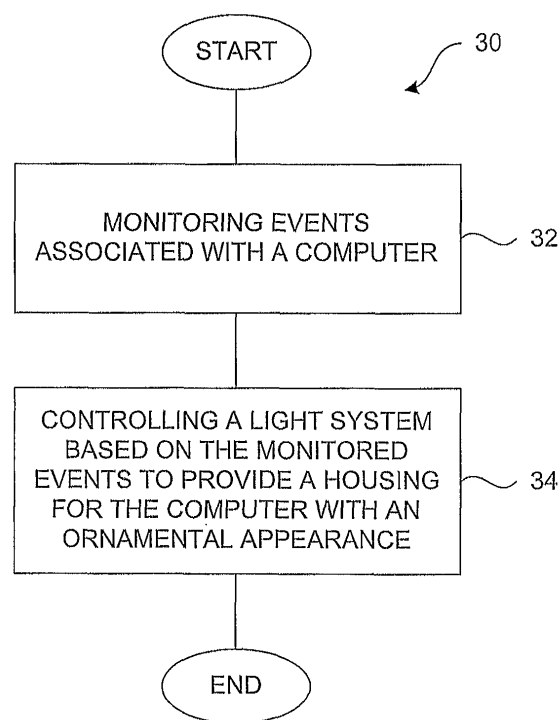 START
30
MONITORING EVENTS
ASSOCIATED WITH A COMPUTER
32
CONTROLLING A LIGHT SYSTEM
BASED ON THE MONITORED
EVENTS TO PROVIDE A HOUSING
FOR THE COMPUTER WITH AN
ORNAMENTAL APPEARANCE
34
END